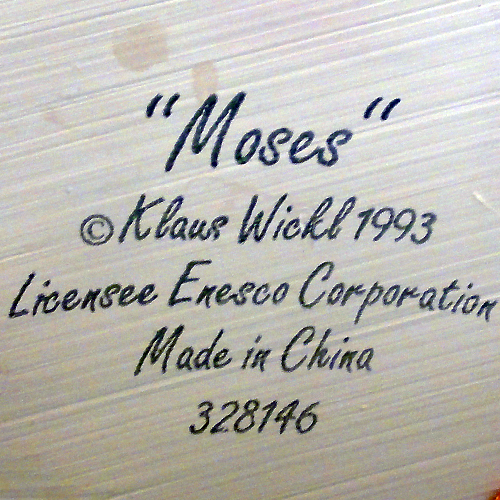 "Moses"
© Klaus Wickl 1993
Licensee Enesco Corporation
Made in China
328146